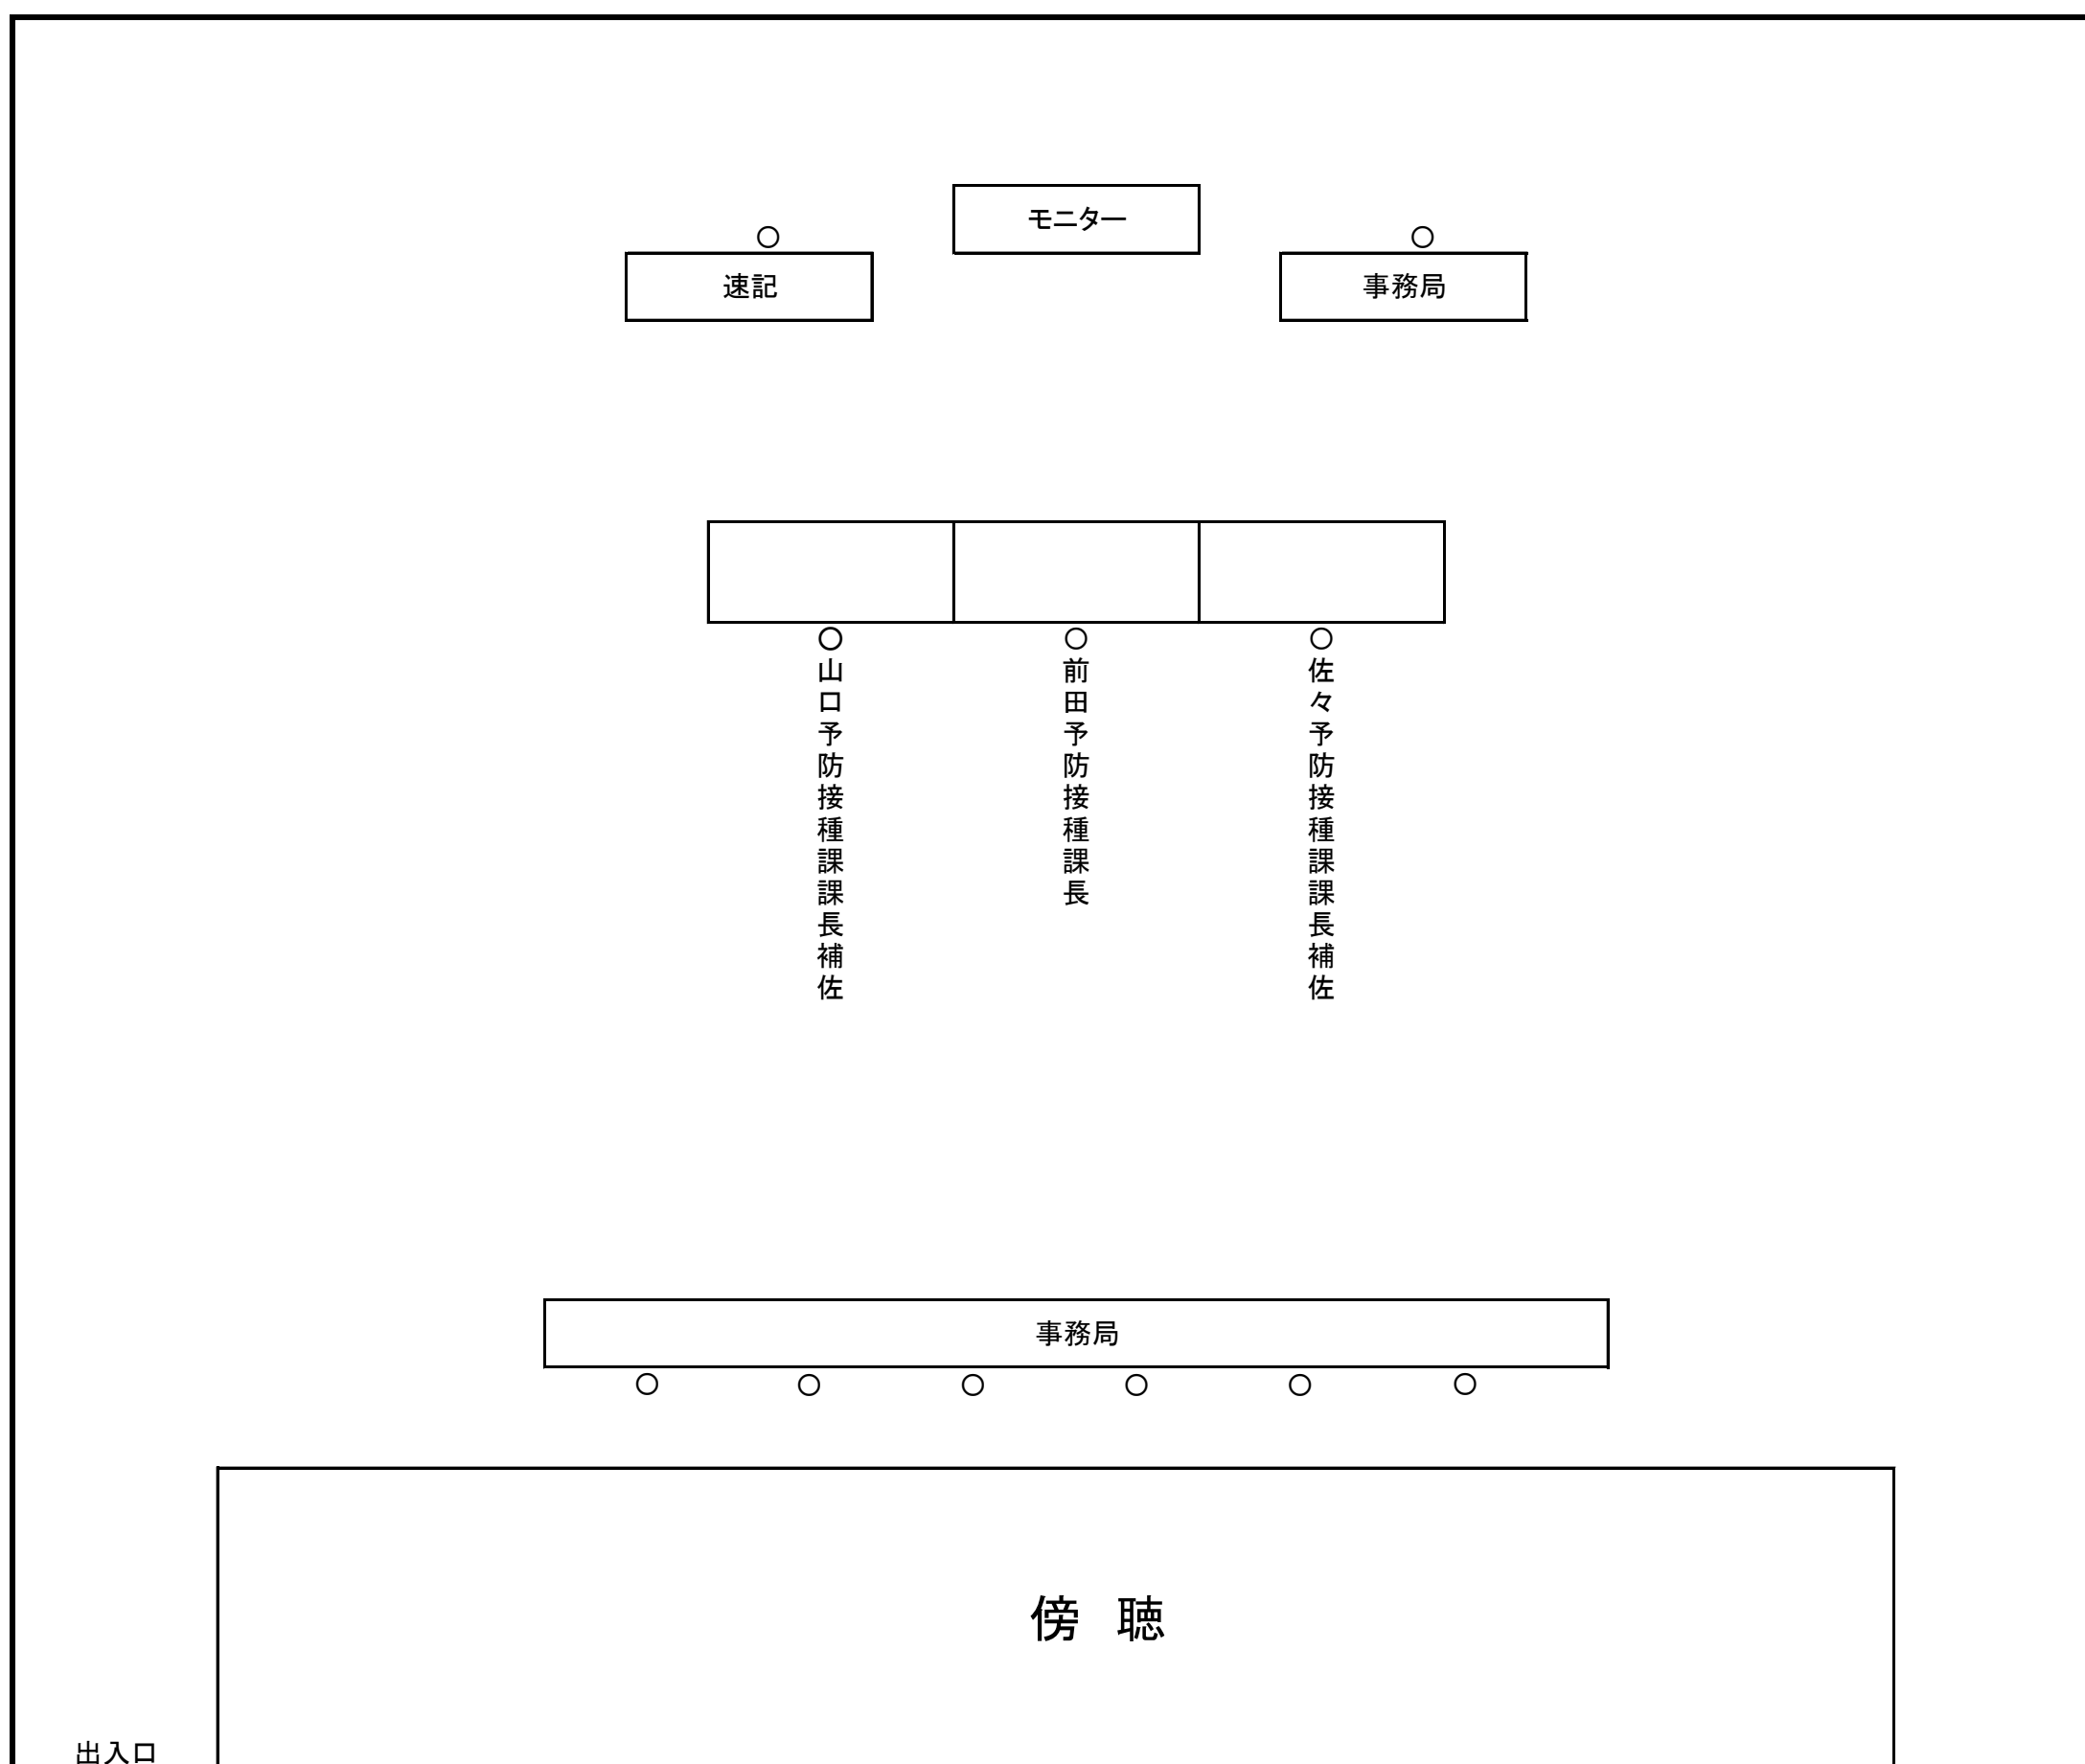 モニター
速記
事務局
○山口予防接種課課長補佐
○前田予防接種課長
○佐々予防接種課課長補佐
事務局
傍 聴
出入口